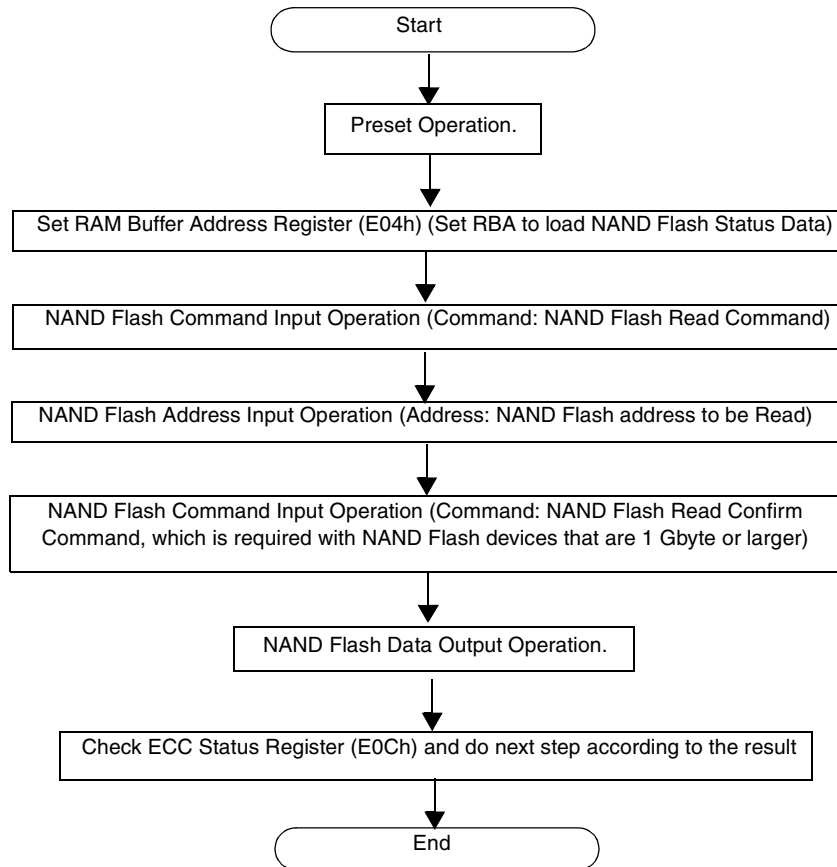 Start
Preset Operation.
Set RAM Buffer Address Register (E04h) (Set RBA to load NAND Flash Status Data)
NAND Flash Command Input Operation (Command: NAND Flash Read Command)
NAND Flash Address Input Operation (Address: NAND Flash address to be Read)
NAND Flash Command Input Operation (Command: NAND Flash Read Confirm
Command, which is required with NAND Flash devices that are 1 Gbyte or larger)
NAND Flash Data Output Operation.
Check ECC Status Register (E0Ch) and do next step according to the result
End